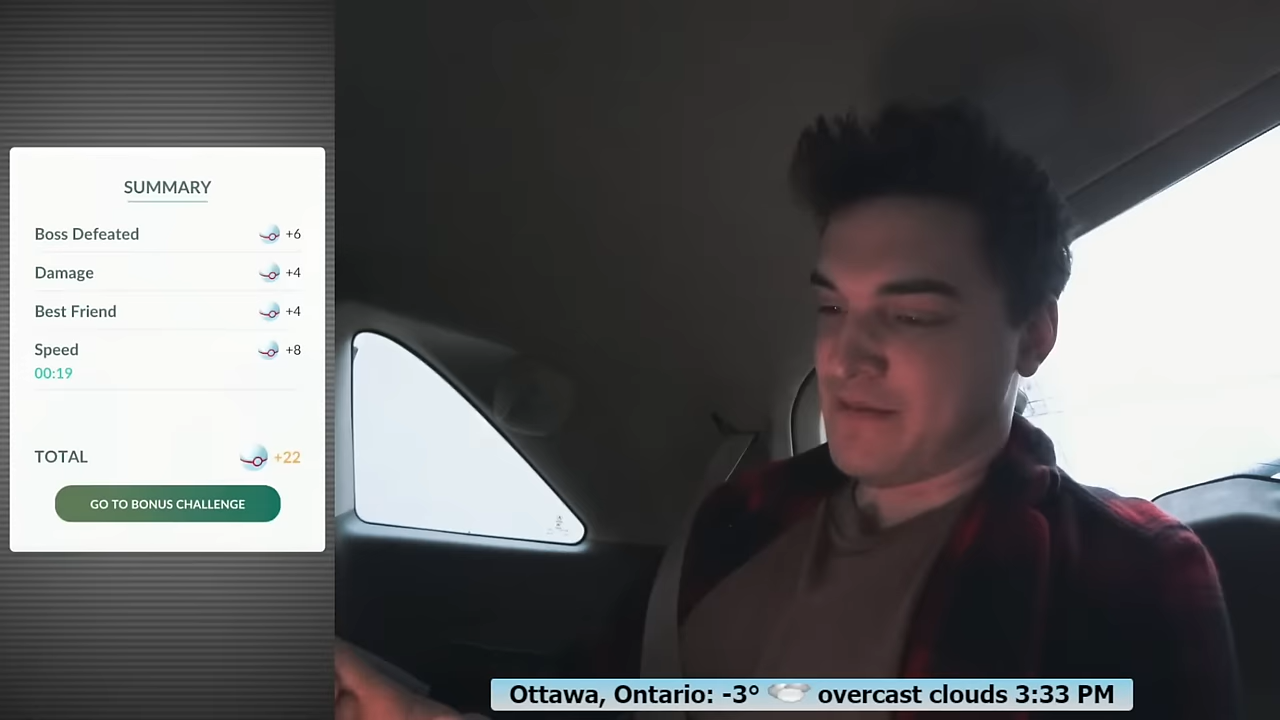 SUMMARY
Boss Defeated +6
Damage +4
Best Friend +4
Speed +8
00:19
TOTAL +22
GO TO BONUS CHALLENGE
Ottawa, Ontario: -3° overcast clouds 3:33 PM